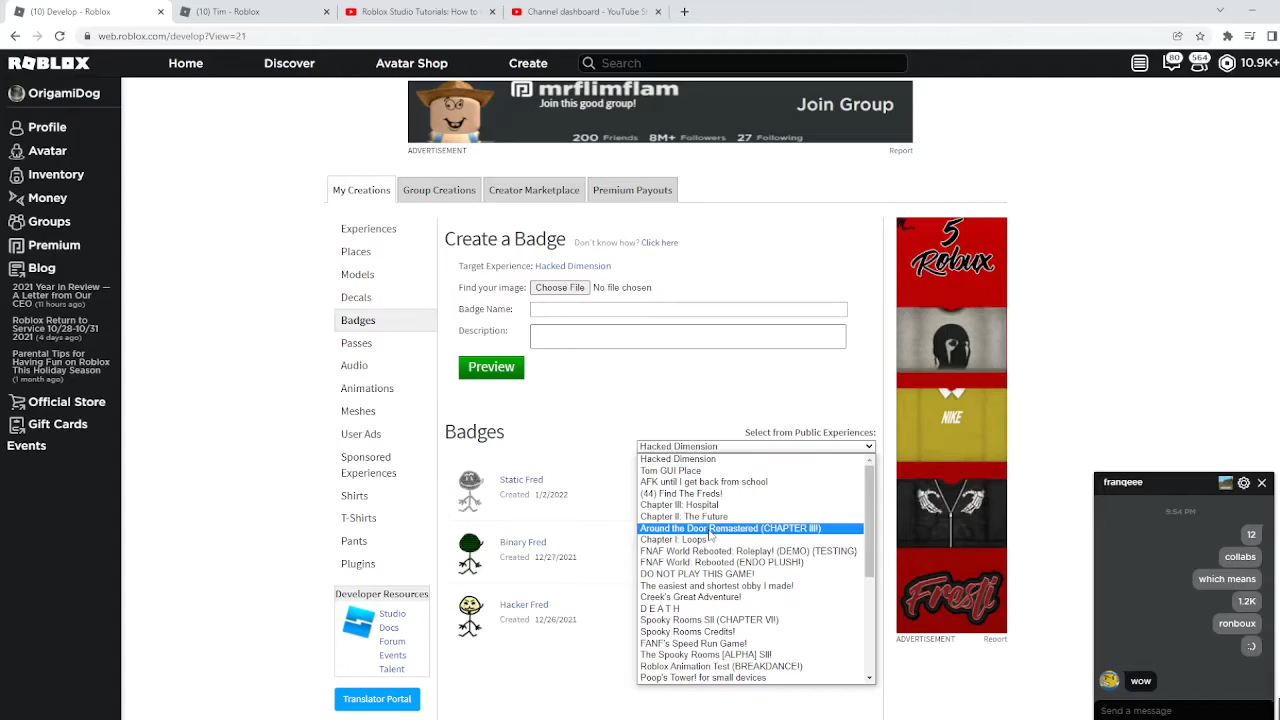 (10) Develop - Roblox
(10) Tim - Roblox
Roblox Studio Tutorials: How to
Channel dashboard - YouTube St
web.roblox.com/develop?View=21
ROBLOX
Home
Discover
Avatar Shop
Create
Search
80
564
10.9K+
OrigamiDog
Profile
Avatar
Inventory
Money
Groups
Premium
Blog
2021 Year in Review —
A Letter from Our
CEO (11 hours ago)
Roblox Return to
Service 10/28-10/31
2021 (4 days ago)
Parental Tips for
Having Fun on Roblox
This Holiday Season
(1 month ago)
Official Store
Gift Cards
Events
mrflimflam
Join this good group!
Join Group
200 Friends 8M+ Followers 27 Following
ADVERTISEMENT
Report
My Creations
Group Creations
Creator Marketplace
Premium Payouts
Experiences
Places
Models
Decals
Badges
Passes
Audio
Animations
Meshes
User Ads
Sponsored
Experiences
Shirts
T-Shirts
Pants
Plugins
Developer Resources
Studio
Docs
Forum
Events
Talent
Translator Portal
Create a Badge Don't know how? Click here
Target Experience: Hacked Dimension
Find your image: Choose File No file chosen
Badge Name:
Description:
Preview
Badges
Select from Public Experiences:
Hacked Dimension
Static Fred
Created 1/2/2022
Binary Fred
Created 12/27/2021
Hacker Fred
Created 12/26/2021
Hacked Dimension
Tom GUI Place
AFK until I get back from school
(44) Find The Freds!
Chapter III: Hospital
Chapter II: The Future
Around the Door Remastered (CHAPTER III!)
Chapter I: Loops
FNAF World Rebooted: Roleplay! (DEMO) (TESTING)
FNAF World: Rebooted (ENDO PLUSH!)
DO NOT PLAY THIS GAME!
The easiest and shortest obby I made!
Creek's Great Adventure!
D E A T H
Spooky Rooms SII (CHAPTER VI!)
Spooky Rooms Credits!
FANF's Speed Run Game!
The Spooky Rooms [ALPHA] SII!
Roblox Animation Test (BREAKDANCE!)
Poop's Tower! for small devices
5
Robux
NIKE
Fresti
ADVERTISEMENT
Report
franqeee
9:54 PM
12
collabs
which means
1.2K
ronboux
:)
wow
Send a message